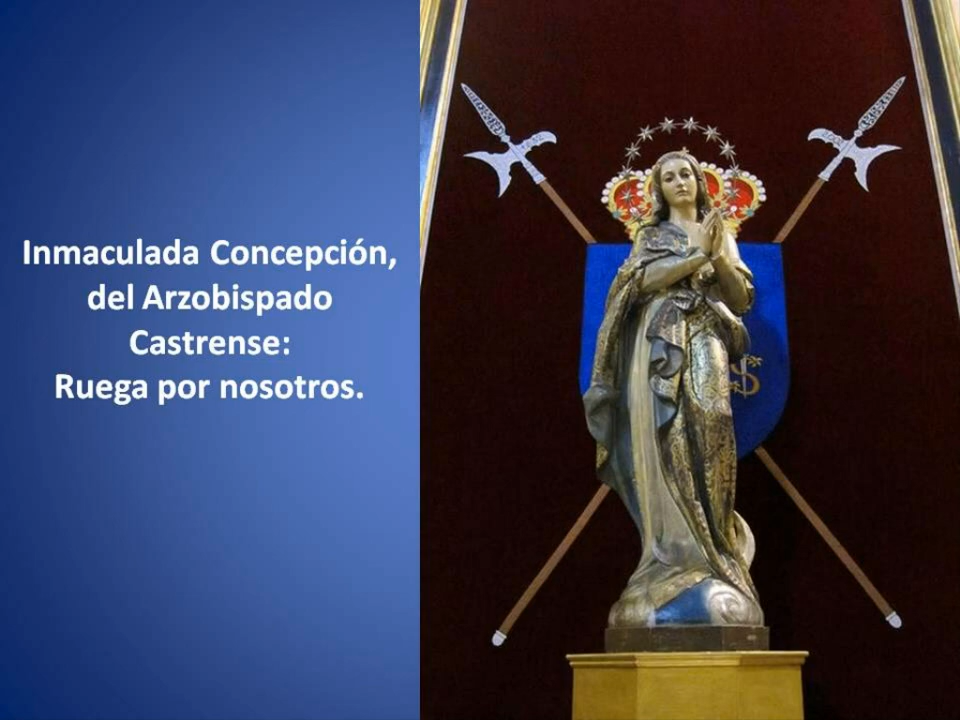 Inmaculada Concepción,
del Arzobispado
Castrense:
Ruega por nosotros.